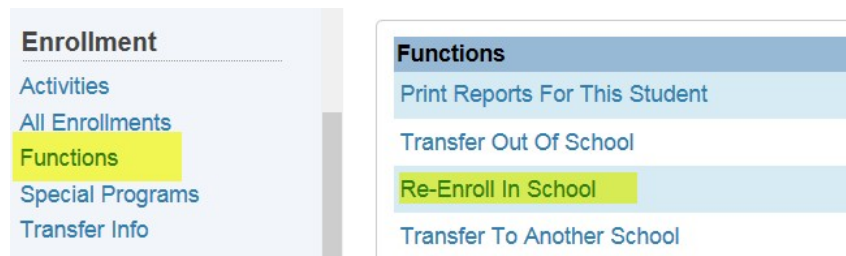 Enrollment
Activities
All Enrollments
Functions
Special Programs
Transfer Info
Functions
Print Reports For This Student
Transfer Out Of School
Re-Enroll In School
Transfer To Another School